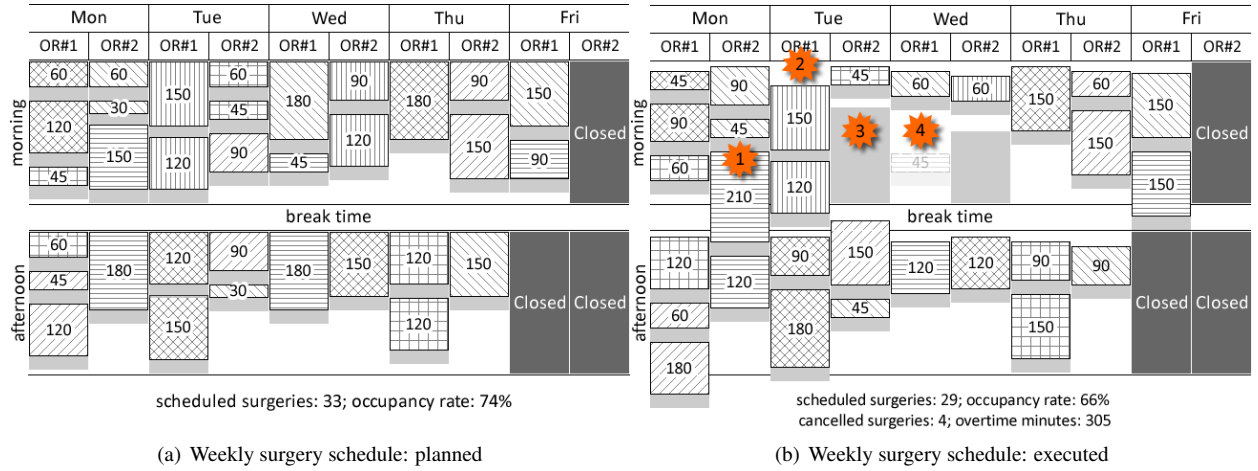 Mon Tue Wed Thu Fri
OR#1 OR#2 OR#1 OR#2 OR#1 OR#2 OR#1 OR#2 OR#1 OR#2
morning
60 60 60
90 90
150 180 180 150
30 45
120 Closed
120 150
90
150 120 45 90
45
break time
afternoon
60 90
120 120
150 150
180 180
45
30
Closed Closed
120 150 120
scheduled surgeries: 33; occupancy rate: 74%
(a) Weekly surgery schedule: planned
Mon Tue Wed Thu Fri
OR#1 OR#2 OR#1 OR#2 OR#1 OR#2 OR#1 OR#2 OR#1 OR#2
2
morning
45 90 45 60 60 150 60
150
90 45 150 3 4 Closed
150
60 1 45
210 120 150
break time
afternoon
150
120 90 120 120 90 90
120
60 45
Closed Closed
180 150
180
scheduled surgeries: 29; occupancy rate: 66%
cancelled surgeries: 4; overtime minutes: 305
(b) Weekly surgery schedule: executed